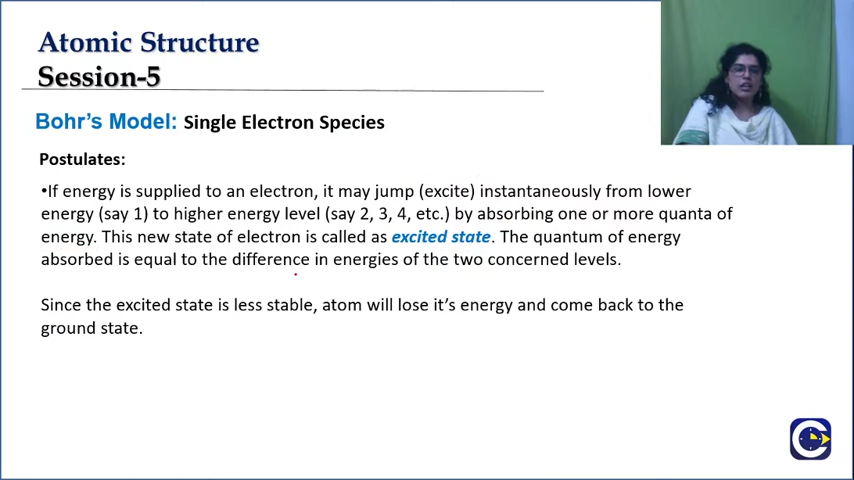 Atomic Structure
Session-5
Bohr's Model: Single Electron Species
Postulates:
•If energy is supplied to an electron, it may jump (excite) instantaneously from lower
energy (say 1) to higher energy level (say 2, 3, 4, etc.) by absorbing one or more quanta of
energy. This new state of electron is called as excited state. The quantum of energy
absorbed is equal to the difference in energies of the two concerned levels.
Since the excited state is less stable, atom will lose it's energy and come back to the
ground state.